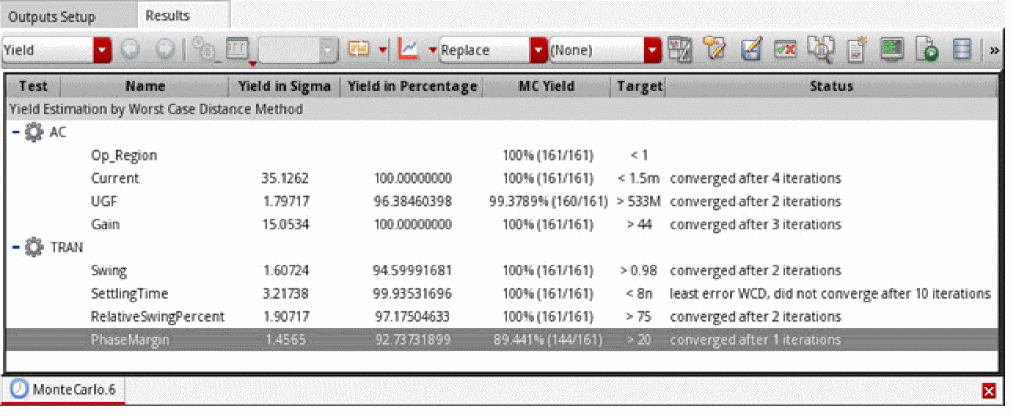 Outputs Setup Results
Yield Replace (None) »
Test Name Yield in Sigma Yield in Percentage MC Yield Target Status
Yield Estimation by Worst Case Distance Method
AC
Op_Region 100% (161/161) < 1
Current 35.1262 100.00000000 100% (161/161) < 1.5m converged after 4 iterations
UGF 1.79717 96.38460398 99.3789% (160/161) > 533M converged after 2 iterations
Gain 15.0534 100.00000000 100% (161/161) > 44 converged after 3 iterations
TRAN
Swing 1.60724 94.59991681 100% (161/161) > 0.98 converged after 2 iterations
SettlingTime 3.21738 99.93531696 100% (161/161) < 8n least error WCD, did not converge after 10 iterations
RelativeSwingPercent 1.90717 97.17504633 100% (161/161) > 75 converged after 2 iterations
PhaseMargin 1.4565 92.73731899 89.441% (144/161) > 20 converged after 1 iterations
MonteCarlo.6